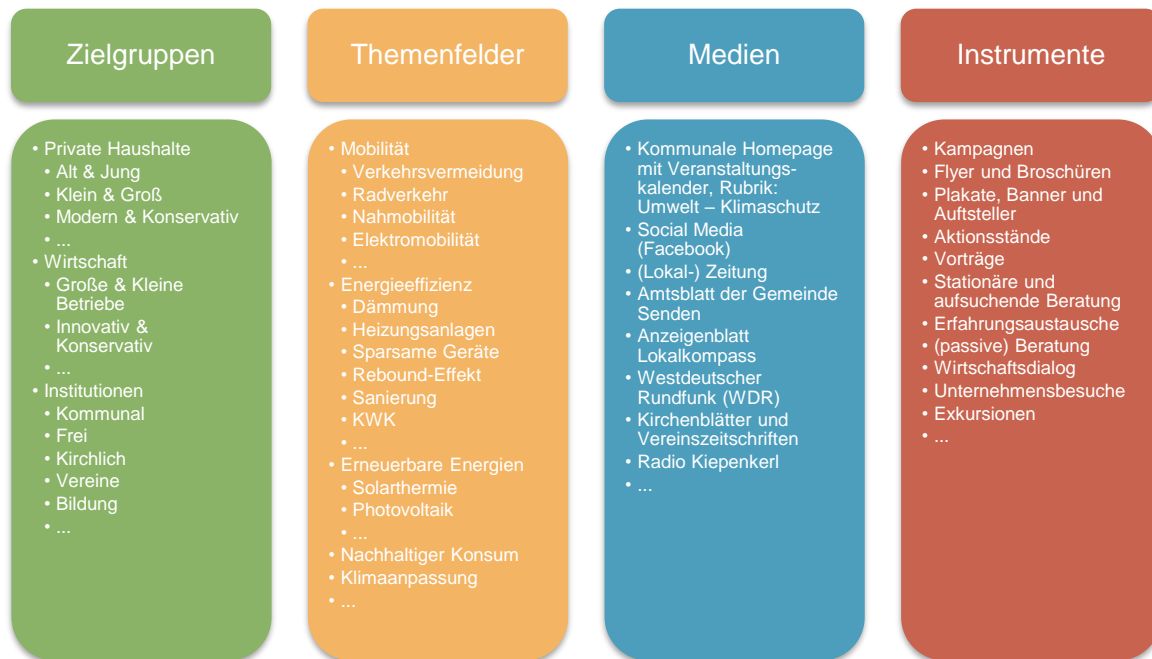 Zielgruppen
• Private Haushalte
• Alt & Jung
• Klein & Groß
• Modern & Konservativ
• ...
• Wirtschaft
• Große & Kleine
Betriebe
• Innovativ &
Konservativ
• ...
• Institutionen
• Kommunal
• Frei
• Kirchlich
• Vereine
• Bildung
• ...
Themenfelder
• Mobilität
• Verkehrsvermeidung
• Radverkehr
• Nahmobilität
• Elektromobilität
• ...
• Energieeffizienz
• Dämmung
• Heizungsanlagen
• Sparsame Geräte
• Rebound-Effekt
• Sanierung
• KWK
• ...
• Erneuerbare Energien
• Solarthermie
• Photovoltaik
• ...
• Nachhaltiger Konsum
• Klimaanpassung
• ...
Medien
• Kommunale Homepage
mit Veranstaltungs-
kalender, Rubrik:
Umwelt – Klimaschutz
• Social Media
(Facebook)
• (Lokal-) Zeitung
• Amtsblatt der Gemeinde
Senden
• Anzeigenblatt
Lokalkompass
• Westdeutscher
Rundfunk (WDR)
• Kirchenblätter und
Vereinszeitschriften
• Radio Kiepenkerl
• ...
Instrumente
• Kampagnen
• Flyer und Broschüren
• Plakate, Banner und
Auftsteller
• Aktionsstände
• Vorträge
• Stationäre und
aufsuchende Beratung
• Erfahrungsaustausche
• (passive) Beratung
• Wirtschaftsdialog
• Unternehmensbesuche
• Exkursionen
• ...